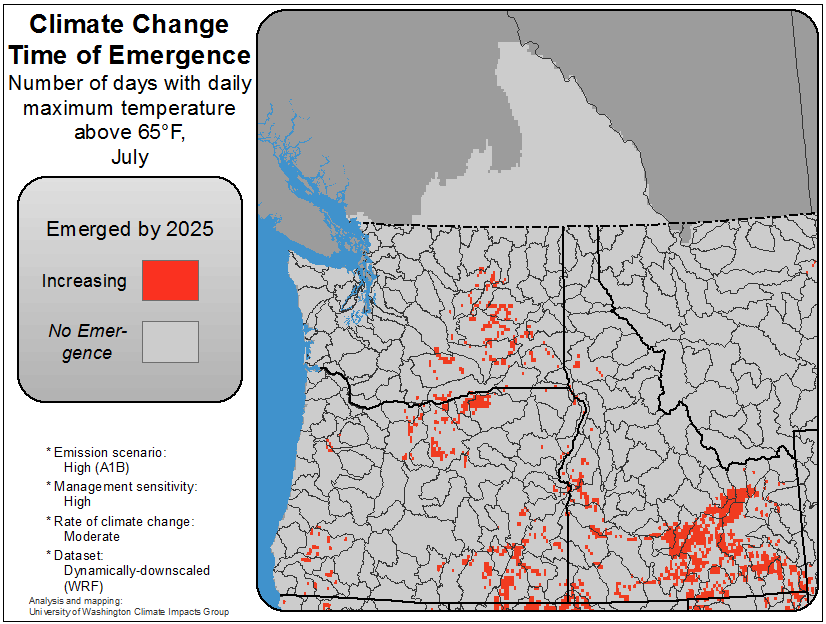 Climate Change
Time of Emergence
Number of days with daily
maximum temperature
above 65°F,
July
Emerged by 2025
Increasing
No Emer-
gence
* Emission scenario:
High (A1B)
* Management sensitivity:
High
* Rate of climate change:
Moderate
* Dataset:
Dynamically-downscaled
(WRF)
Analysis and mapping:
University of Washington Climate Impacts Group